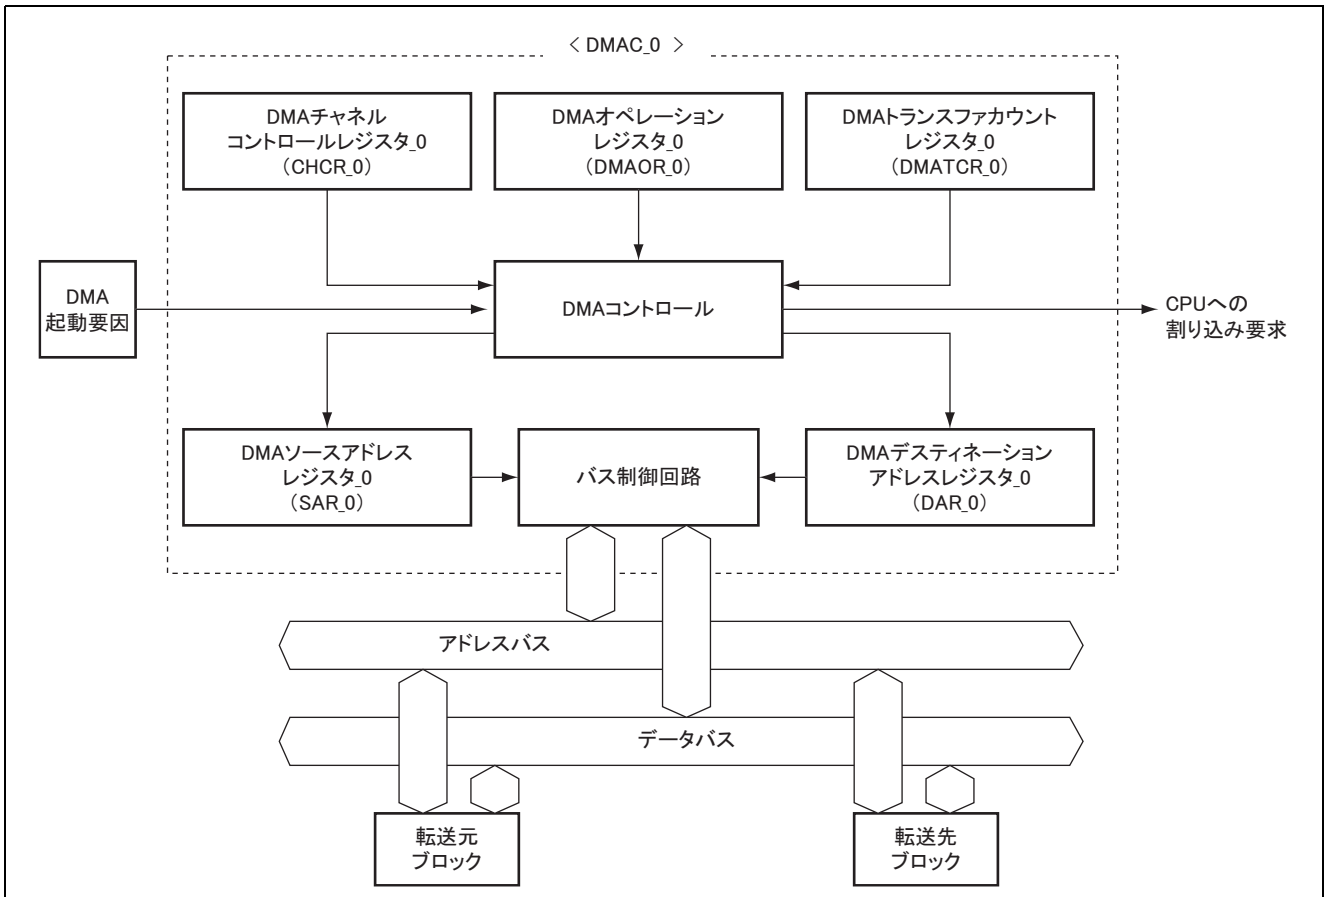 < DMAC_0 >
DMAチャネル
コントロールレジスタ_0
(CHCR_0)
DMAオペレーション
レジスタ_0
(DMAOR_0)
DMAトランスファカウント
レジスタ_0
(DMATCR_0)
DMA
起動要因
DMAコントロール
CPUへの
割り込み要求
DMAソースアドレス
レジスタ_0
(SAR_0)
バス制御回路
DMAデスティネーション
アドレスレジスタ_0
(DAR_0)
アドレスバス
データバス
転送元
ブロック
転送先
ブロック